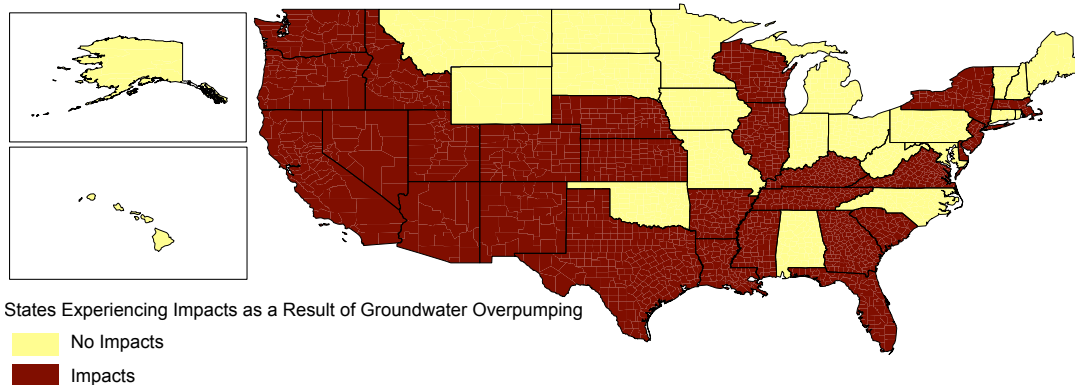 States Experiencing Impacts as a Result of Groundwater Overpumping
No Impacts
Impacts